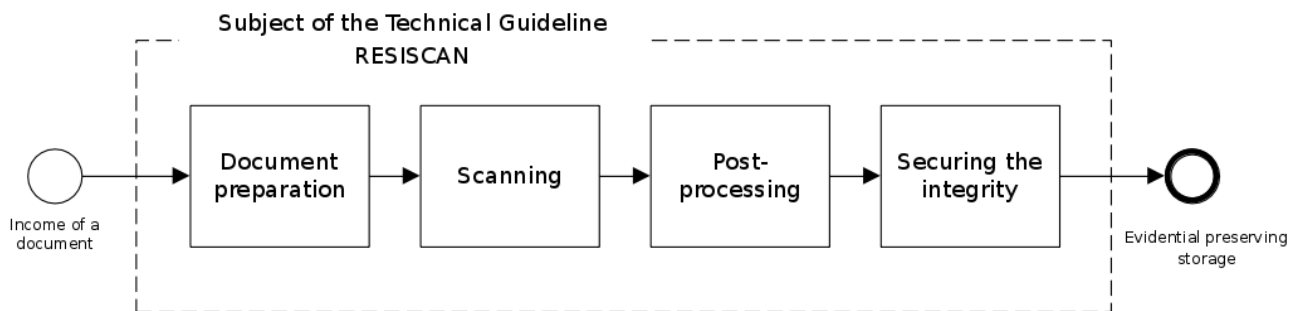 Subject of the Technical Guideline
RESISCAN
Document
preparation
Scanning
Post-
processing
Securing the
integrity
Income of a
document
Evidential preserving
storage